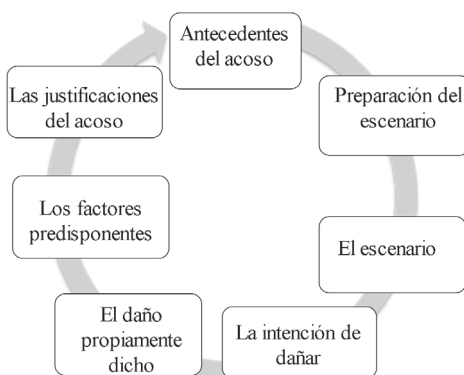 Antecedentes
del acoso
Preparación del
escenario
El escenario
La intención de
dañar
El daño
propiamente
dicho
Los factores
predisponentes
Las justificaciones
del acoso